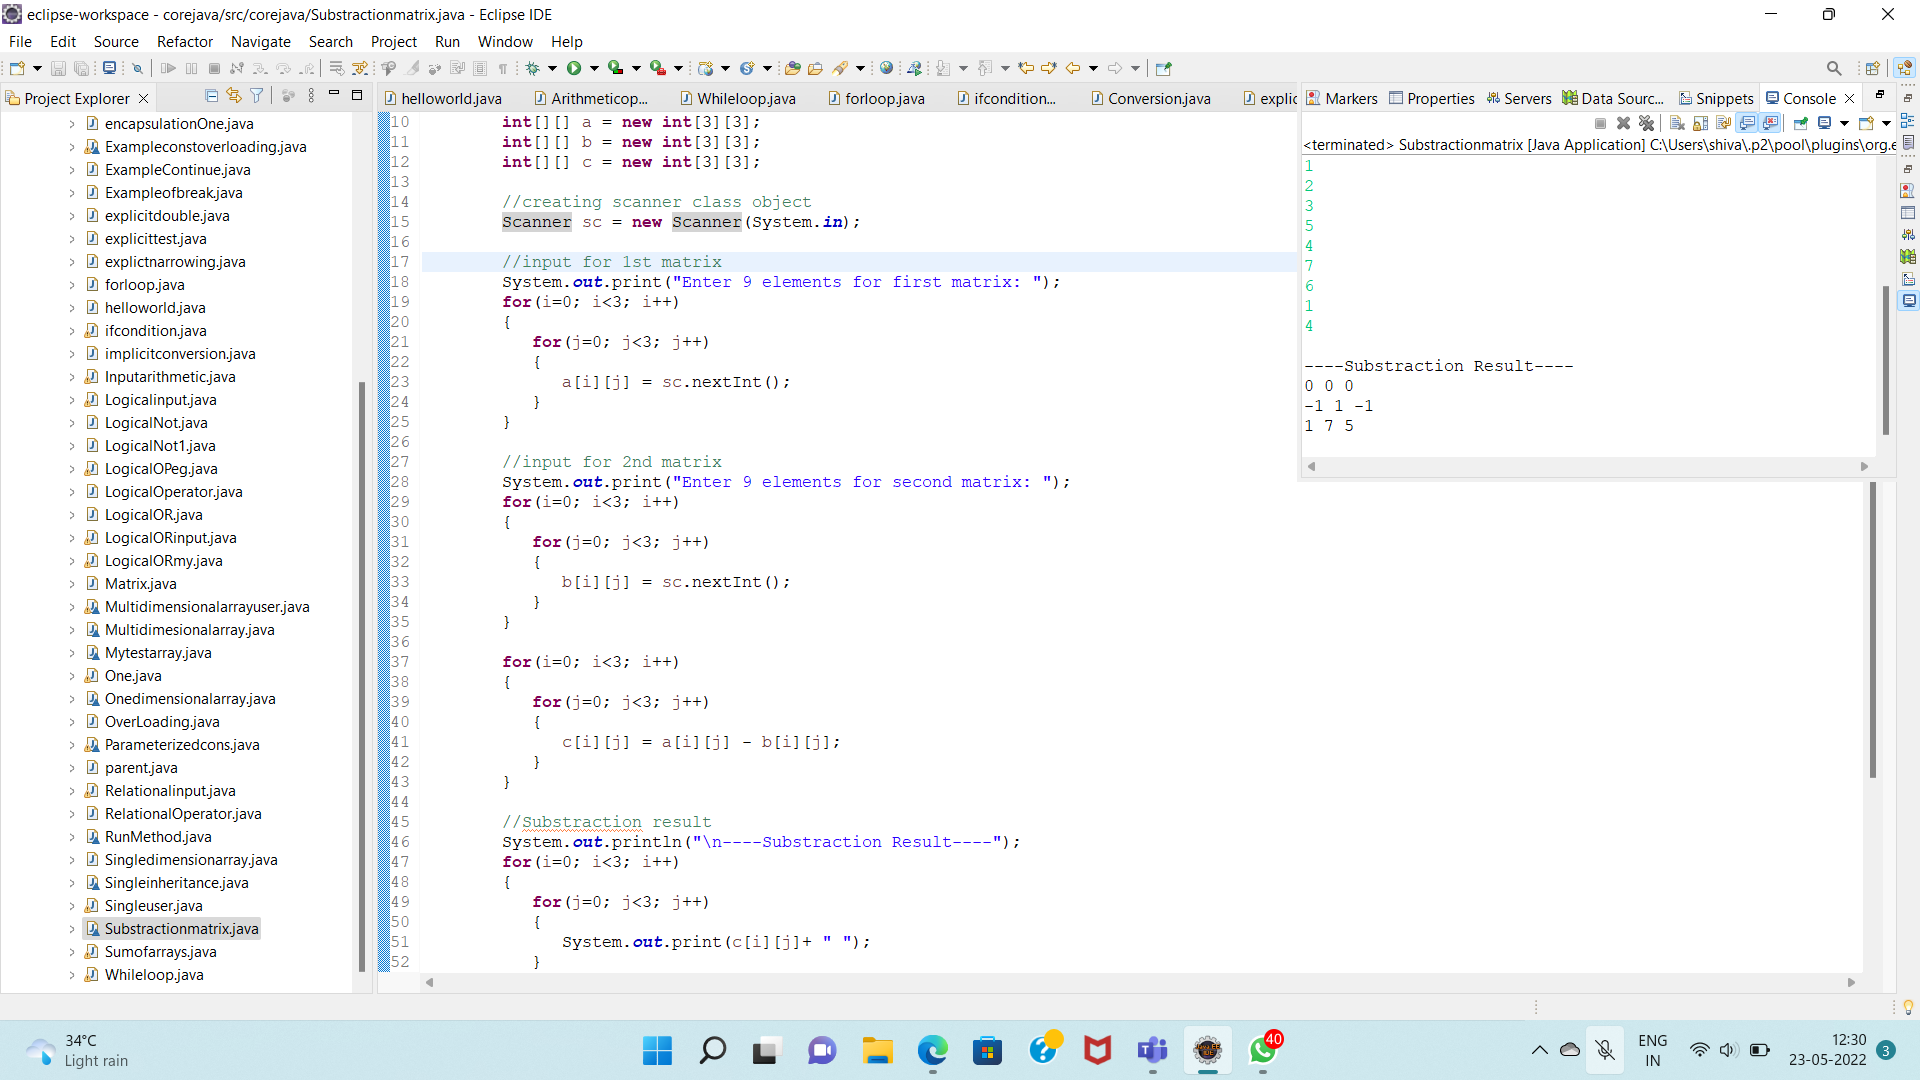 eclipse-workspace - corejava/src/corejava/Substractionmatrix.java - Eclipse IDE
File Edit Source Refactor Navigate Search Project Run Window Help
Project Explorer
encapsulationOne.java
Exampleconstoverloading.java
ExampleContinue.java
Exampleofbreak.java
explicitdouble.java
explicittest.java
explictnarrowing.java
forloop.java
helloworld.java
ifcondition.java
implicitconversion.java
Inputarithmetic.java
Logicalinput.java
LogicalNot.java
LogicalNot1.java
LogicalOPeg.java
LogicalOperator.java
LogicalOR.java
LogicalORinput.java
LogicalORmy.java
Matrix.java
Multidimensionalarrayuser.java
Multidimesionalarray.java
Mytestarray.java
One.java
Onedimensionalarray.java
OverLoading.java
Parameterizedcons.java
parent.java
Relationalinput.java
RelationalOperator.java
RunMethod.java
Singledimensionarray.java
Singleinheritance.java
Singleuser.java
Substractionmatrix.java
Sumofarrays.java
Whileloop.java
helloworld.java Arithmeticop... Whileloop.java forloop.java ifcondition... Conversion.java explic
10 int[][] a = new int[3][3];
11 int[][] b = new int[3][3];
12 int[][] c = new int[3][3];
13
14 //creating scanner class object
15 Scanner sc = new Scanner(System.in);
16
17 //input for 1st matrix
18 System.out.print("Enter 9 elements for first matrix: ");
19 for(i=0; i<3; i++)
20 {
21 for(j=0; j<3; j++)
22 {
23 a[i][j] = sc.nextInt();
24 }
25 }
26
27 //input for 2nd matrix
28 System.out.print("Enter 9 elements for second matrix: ");
29 for(i=0; i<3; i++)
30 {
31 for(j=0; j<3; j++)
32 {
33 b[i][j] = sc.nextInt();
34 }
35 }
36
37 for(i=0; i<3; i++)
38 {
39 for(j=0; j<3; j++)
40 {
41 c[i][j] = a[i][j] - b[i][j];
42 }
43 }
44
45 //Substraction result
46 System.out.println("\n----Substraction Result----");
47 for(i=0; i<3; i++)
48 {
49 for(j=0; j<3; j++)
50 {
51 System.out.print(c[i][j]+ " ");
52 }
Markers Properties Servers Data Sourc... Snippets Console
<terminated> Substractionmatrix [Java Application] C:\Users\shiva\.p2\pool\plugins\org.e
1
2
3
5
4
7
6
1
4
----Substraction Result----
0 0 0
-1 1 -1
1 7 5
34°C
Light rain
40
ENG
IN
12:30
23-05-2022
3